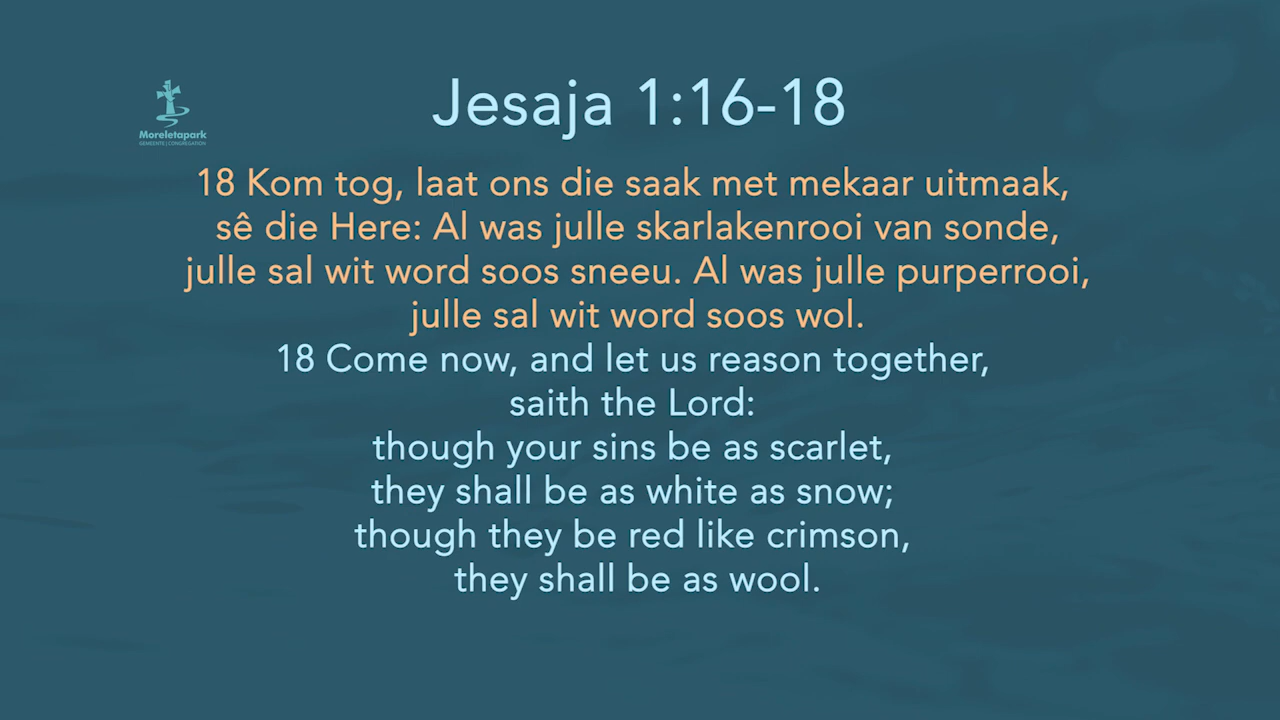 Jesaja 1:16-18
Moreletapark
GEMEENTE | CONGREGATION
18 Kom tog, laat ons die saak met mekaar uitmaak,
sê die Here: Al was julle skarlakenrooi van sonde,
julle sal wit word soos sneeu. Al was julle purperrooi,
julle sal wit word soos wol.
18 Come now, and let us reason together,
saith the Lord:
though your sins be as scarlet,
they shall be as white as snow;
though they be red like crimson,
they shall be as wool.